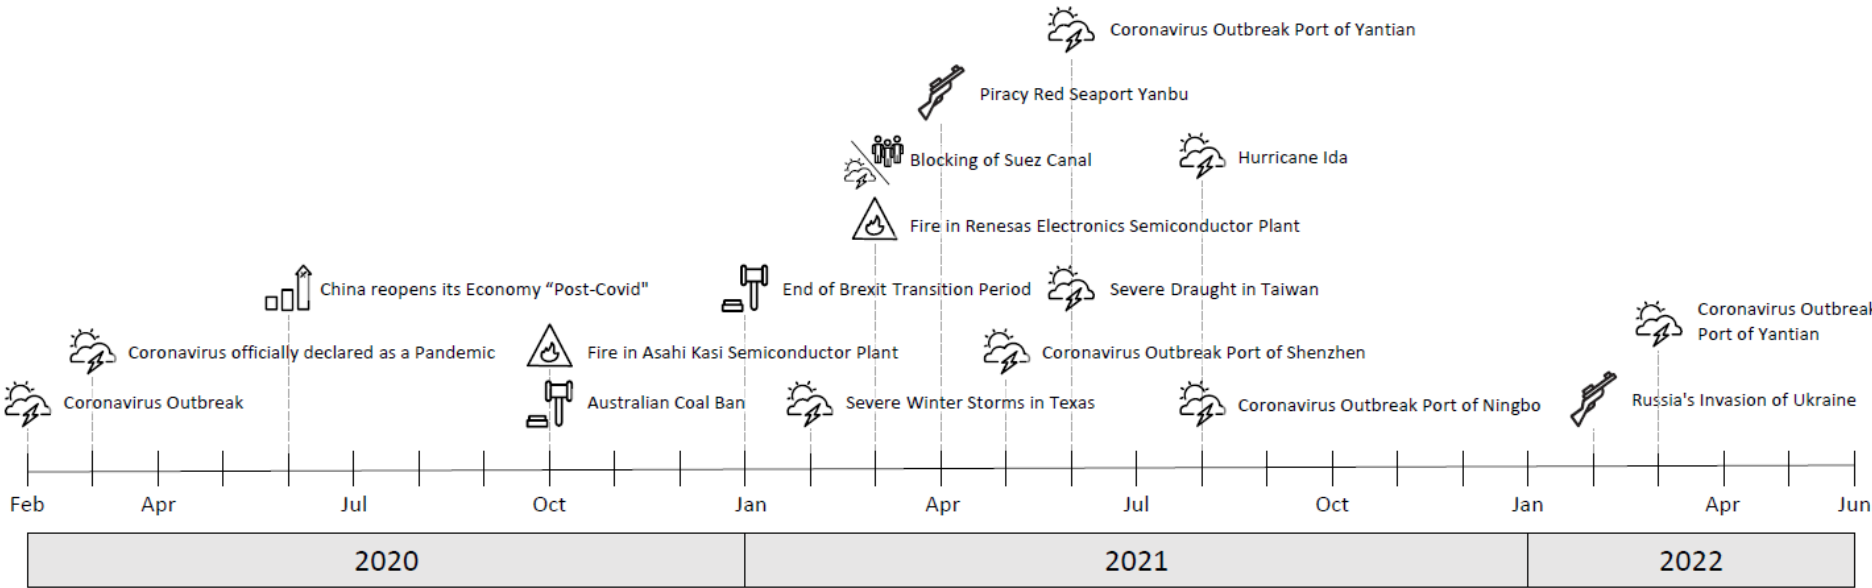 Coronavirus Outbreak Port of Yantian
Piracy Red Seaport Yanbu
Blocking of Suez Canal
Hurricane Ida
Fire in Renesas Electronics Semiconductor Plant
China reopens its Economy “Post-Covid"
End of Brexit Transition Period
Severe Draught in Taiwan
Coronavirus Outbreak
Port of Yantian
Coronavirus officially declared as a Pandemic
Fire in Asahi Kasi Semiconductor Plant
Coronavirus Outbreak Port of Shenzhen
Coronavirus Outbreak
Australian Coal Ban
Severe Winter Storms in Texas
Coronavirus Outbreak Port of Ningbo
Russia's Invasion of Ukraine
Feb Apr Jul Oct Jan Apr Jul Oct Jan Apr Jun
2020 2021 2022